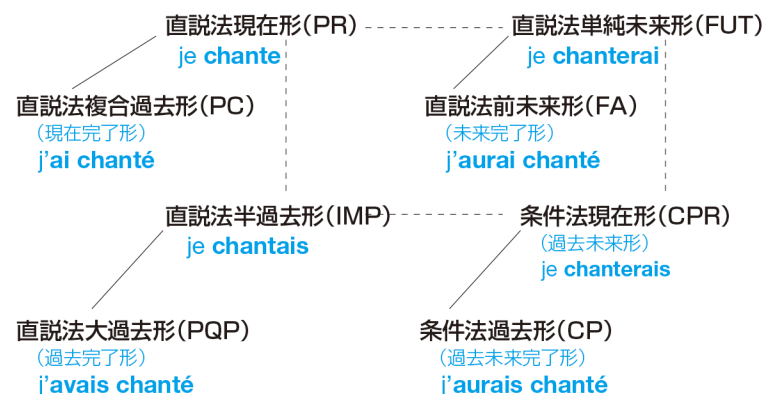 直説法現在形(PR)
je chante
直説法単純未来形(FUT)
je chanterai
直説法複合過去形(PC)
(現在完了形)
j'ai chanté
直説法前未来形(FA)
(未来完了形)
j'aurai chanté
直説法半過去形(IMP)
je chantais
条件法現在形(CPR)
(過去未来形)
je chanterais
直説法大過去形(PQP)
(過去完了形)
j'avais chanté
条件法過去形(CP)
(過去未来完了形)
j'aurais chanté